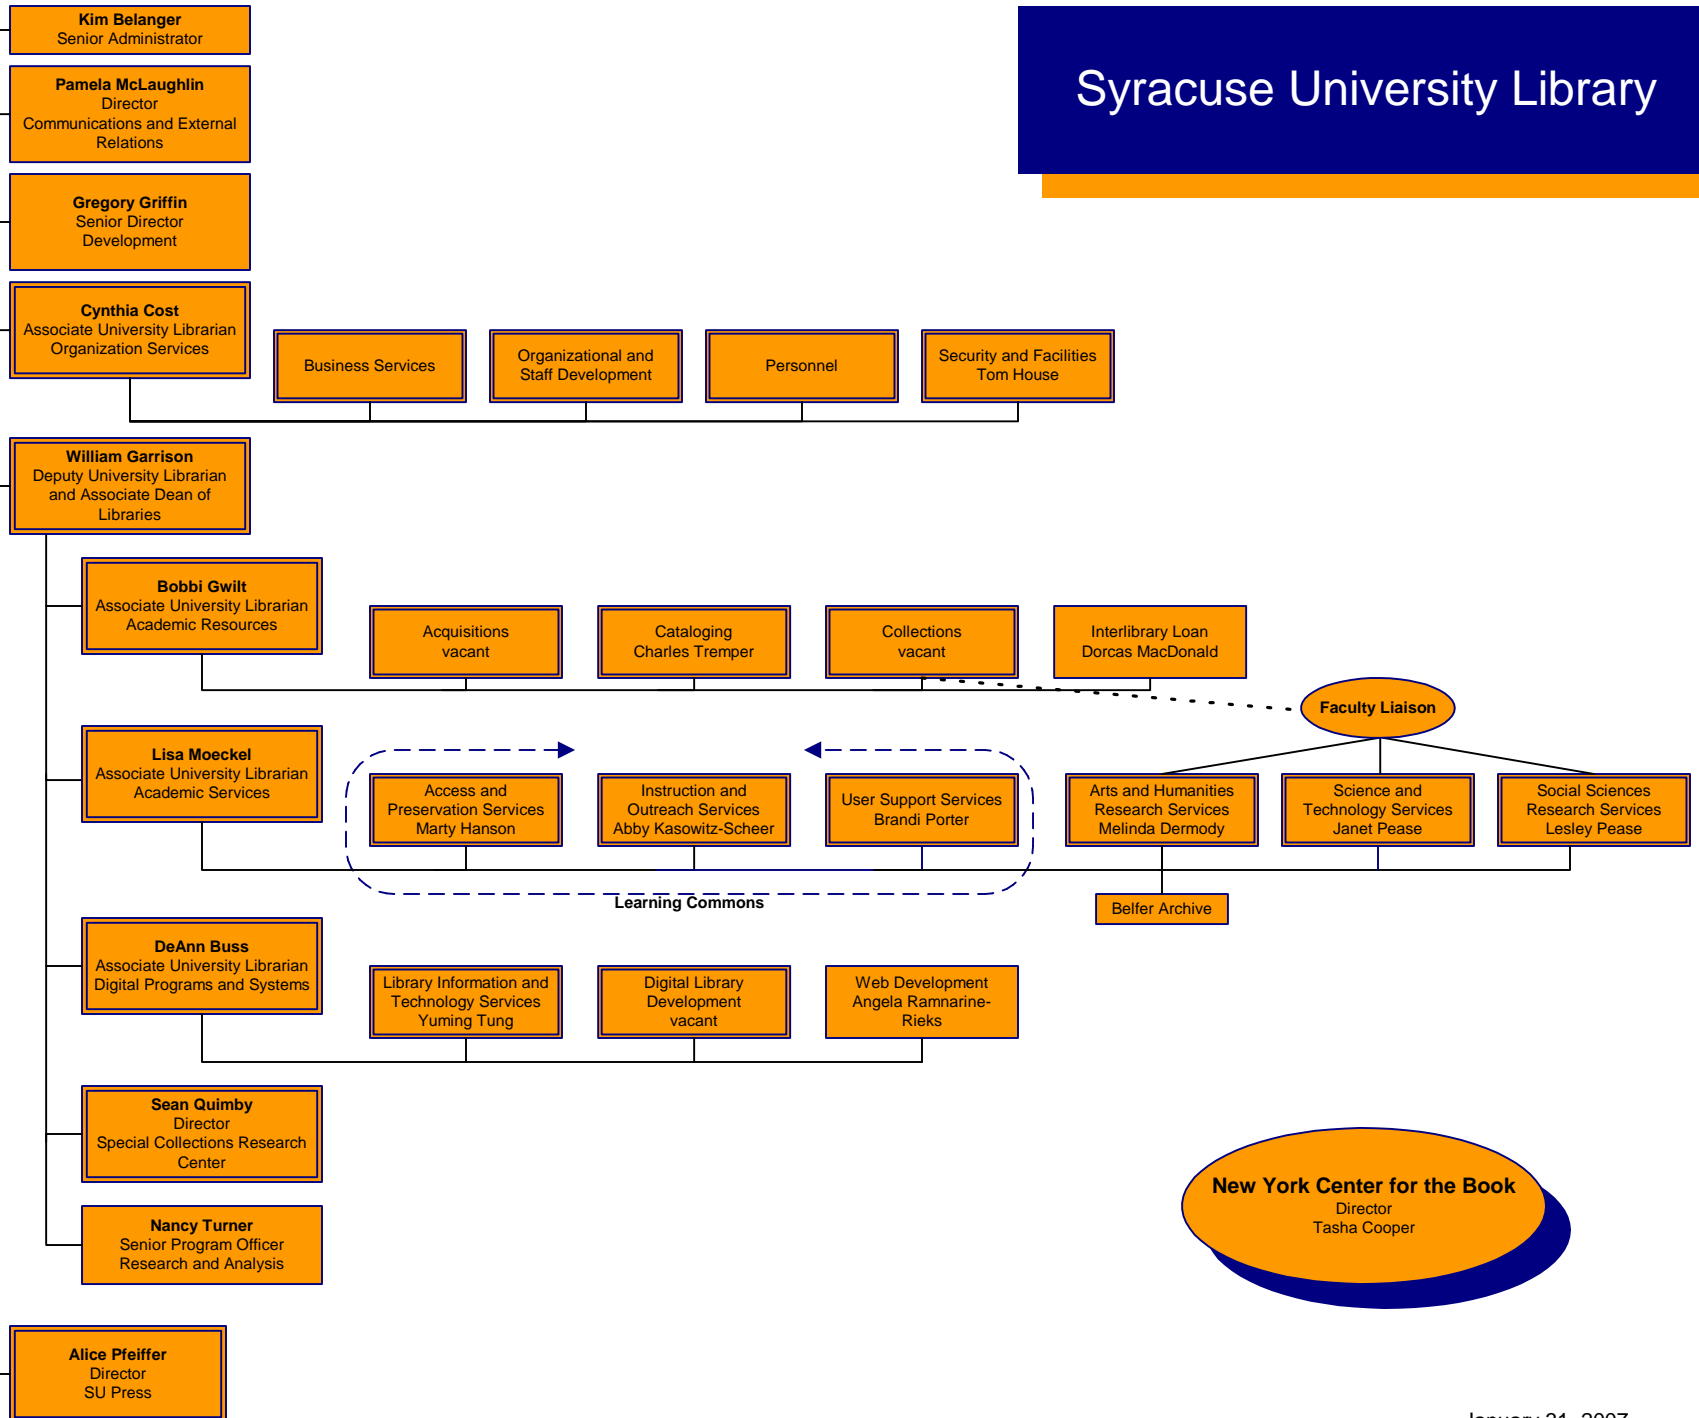 Kim Belanger
Senior Administrator
Syracuse University Library
Pamela McLaughlin
Director
Communications and External
Relations
Gregory Griffin
Senior Director
Development
Cynthia Cost
Associate University Librarian
Organization Services
Business Services
Organizational and
Staff Development
Personnel
Security and Facilities
Tom House
William Garrison
Deputy University Librarian
and Associate Dean of
Libraries
Bobbi Gwilt
Associate University Librarian
Academic Resources
Acquisitions
vacant
Cataloging
Charles Tremper
Collections
vacant
Interlibrary Loan
Dorcas MacDonald
Faculty Liaison
Lisa Moeckel
Associate University Librarian
Academic Services
Access and
Preservation Services
Marty Hanson
Instruction and
Outreach Services
Abby Kasowitz-Scheer
User Support Services
Brandi Porter
Arts and Humanities
Research Services
Melinda Dermody
Science and
Technology Services
Janet Pease
Social Sciences
Research Services
Lesley Pease
Learning Commons
Belfer Archive
DeAnn Buss
Associate University Librarian
Digital Programs and Systems
Library Information and
Technology Services
Yuming Tung
Digital Library
Development
vacant
Web Development
Angela Ramnarine-
Rieks
Sean Quimby
Director
Special Collections Research
Center
Nancy Turner
Senior Program Officer
Research and Analysis
New York Center for the Book
Director
Tasha Cooper
Alice Pfeiffer
Director
SU Press
January 31, 2007